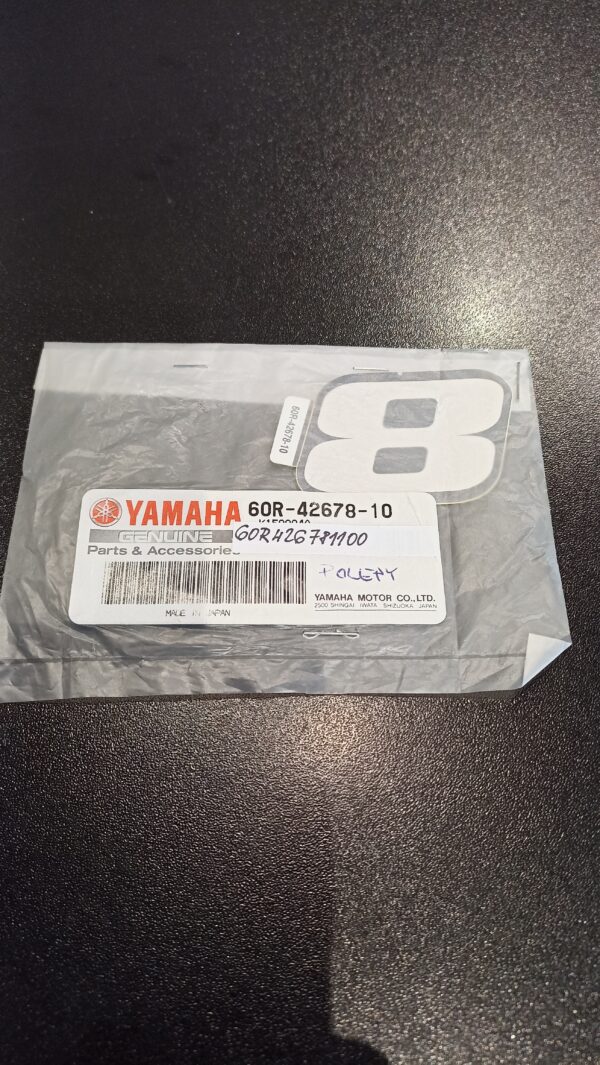 8
60R-42678-10
YAMAHA 60R-42678-10
GENUINE 60R426781100
Parts & Accessories
YAMAHA MOTOR CO.,LTD.
2500 SHINGAI IWATA SHIZUOKA JAPAN
MADE IN JAPAN